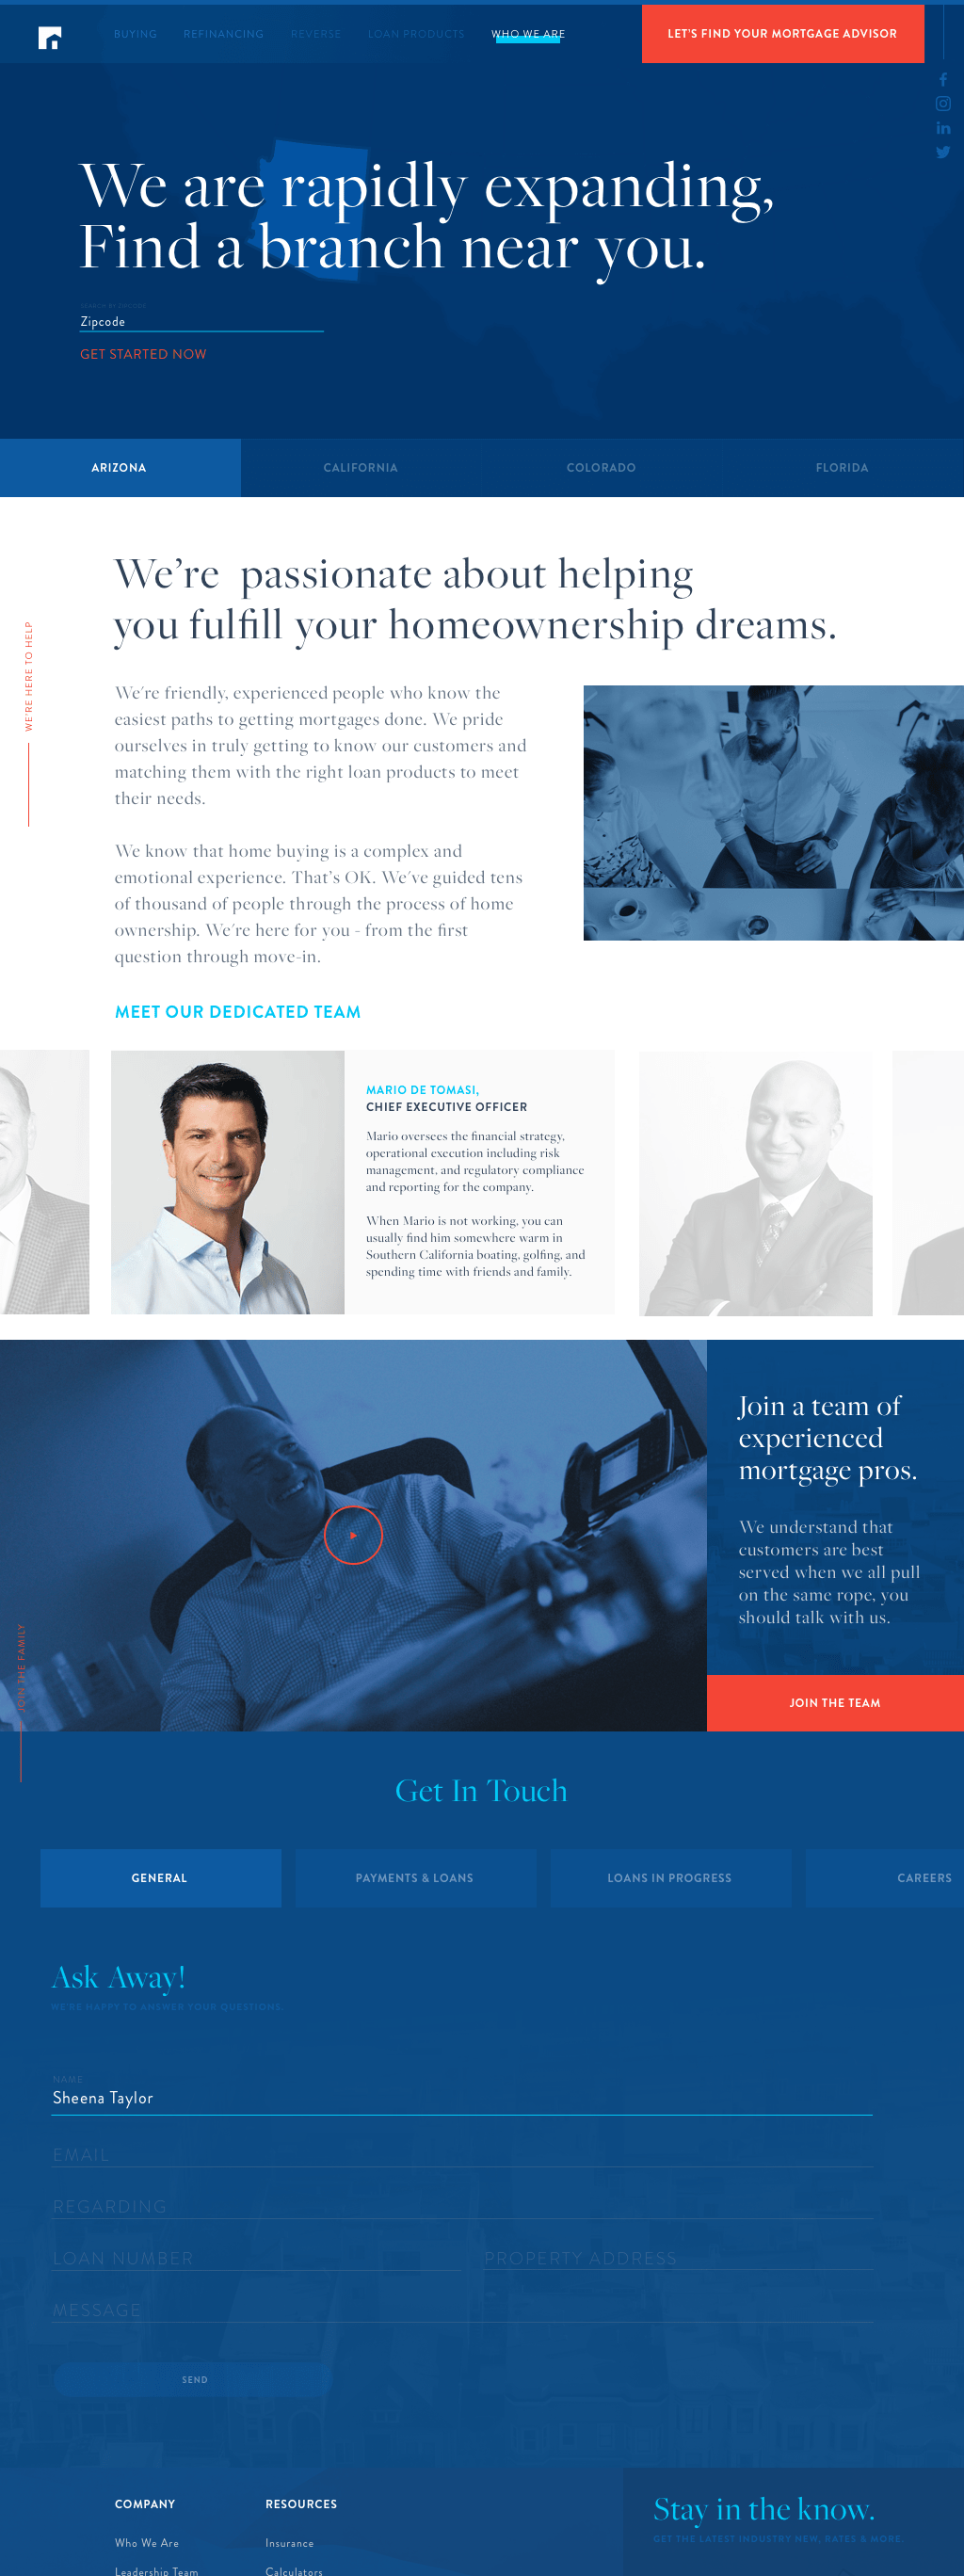 BUYING REFINANCING REVERSE LOAN PRODUCTS WHO WE ARE
LET'S FIND YOUR MORTGAGE ADVISOR
We are rapidly expanding,
Find a branch near you.
SEARCH BY ZIPCODE
Zipcode
GET STARTED NOW
ARIZONA CALIFORNIA COLORADO FLORIDA
WE'RE HERE TO HELP
We're passionate about helping
you fulfill your homeownership dreams.
We're friendly, experienced people who know the
easiest paths to getting mortgages done. We pride
ourselves in truly getting to know our customers and
matching them with the right loan products to meet
their needs.
We know that home buying is a complex and
emotional experience. That's OK. We've guided tens
of thousand of people through the process of home
ownership. We're here for you - from the first
question through move-in.
MEET OUR DEDICATED TEAM
MARIO DE TOMASI,
CHIEF EXECUTIVE OFFICER
Mario oversees the financial strategy,
operational execution including risk
management, and regulatory compliance
and reporting for the company.
When Mario is not working, you can
usually find him somewhere warm in
Southern California boating, golfing, and
spending time with friends and family.
JOIN THE FAMILY
Join a team of
experienced
mortgage pros.
We understand that
customers are best
served when we all pull
on the same rope, you
should talk with us.
JOIN THE TEAM
Get In Touch
GENERAL PAYMENTS & LOANS LOANS IN PROGRESS CAREERS
Ask Away!
WE'RE HAPPY TO ANSWER YOUR QUESTIONS.
NAME
Sheena Taylor
EMAIL
REGARDING
LOAN NUMBER PROPERTY ADDRESS
MESSAGE
SEND
COMPANY RESOURCES
Who We Are Insurance
Leadership Team Calculators
Stay in the know.
GET THE LATEST INDUSTRY NEW, RATES & MORE.